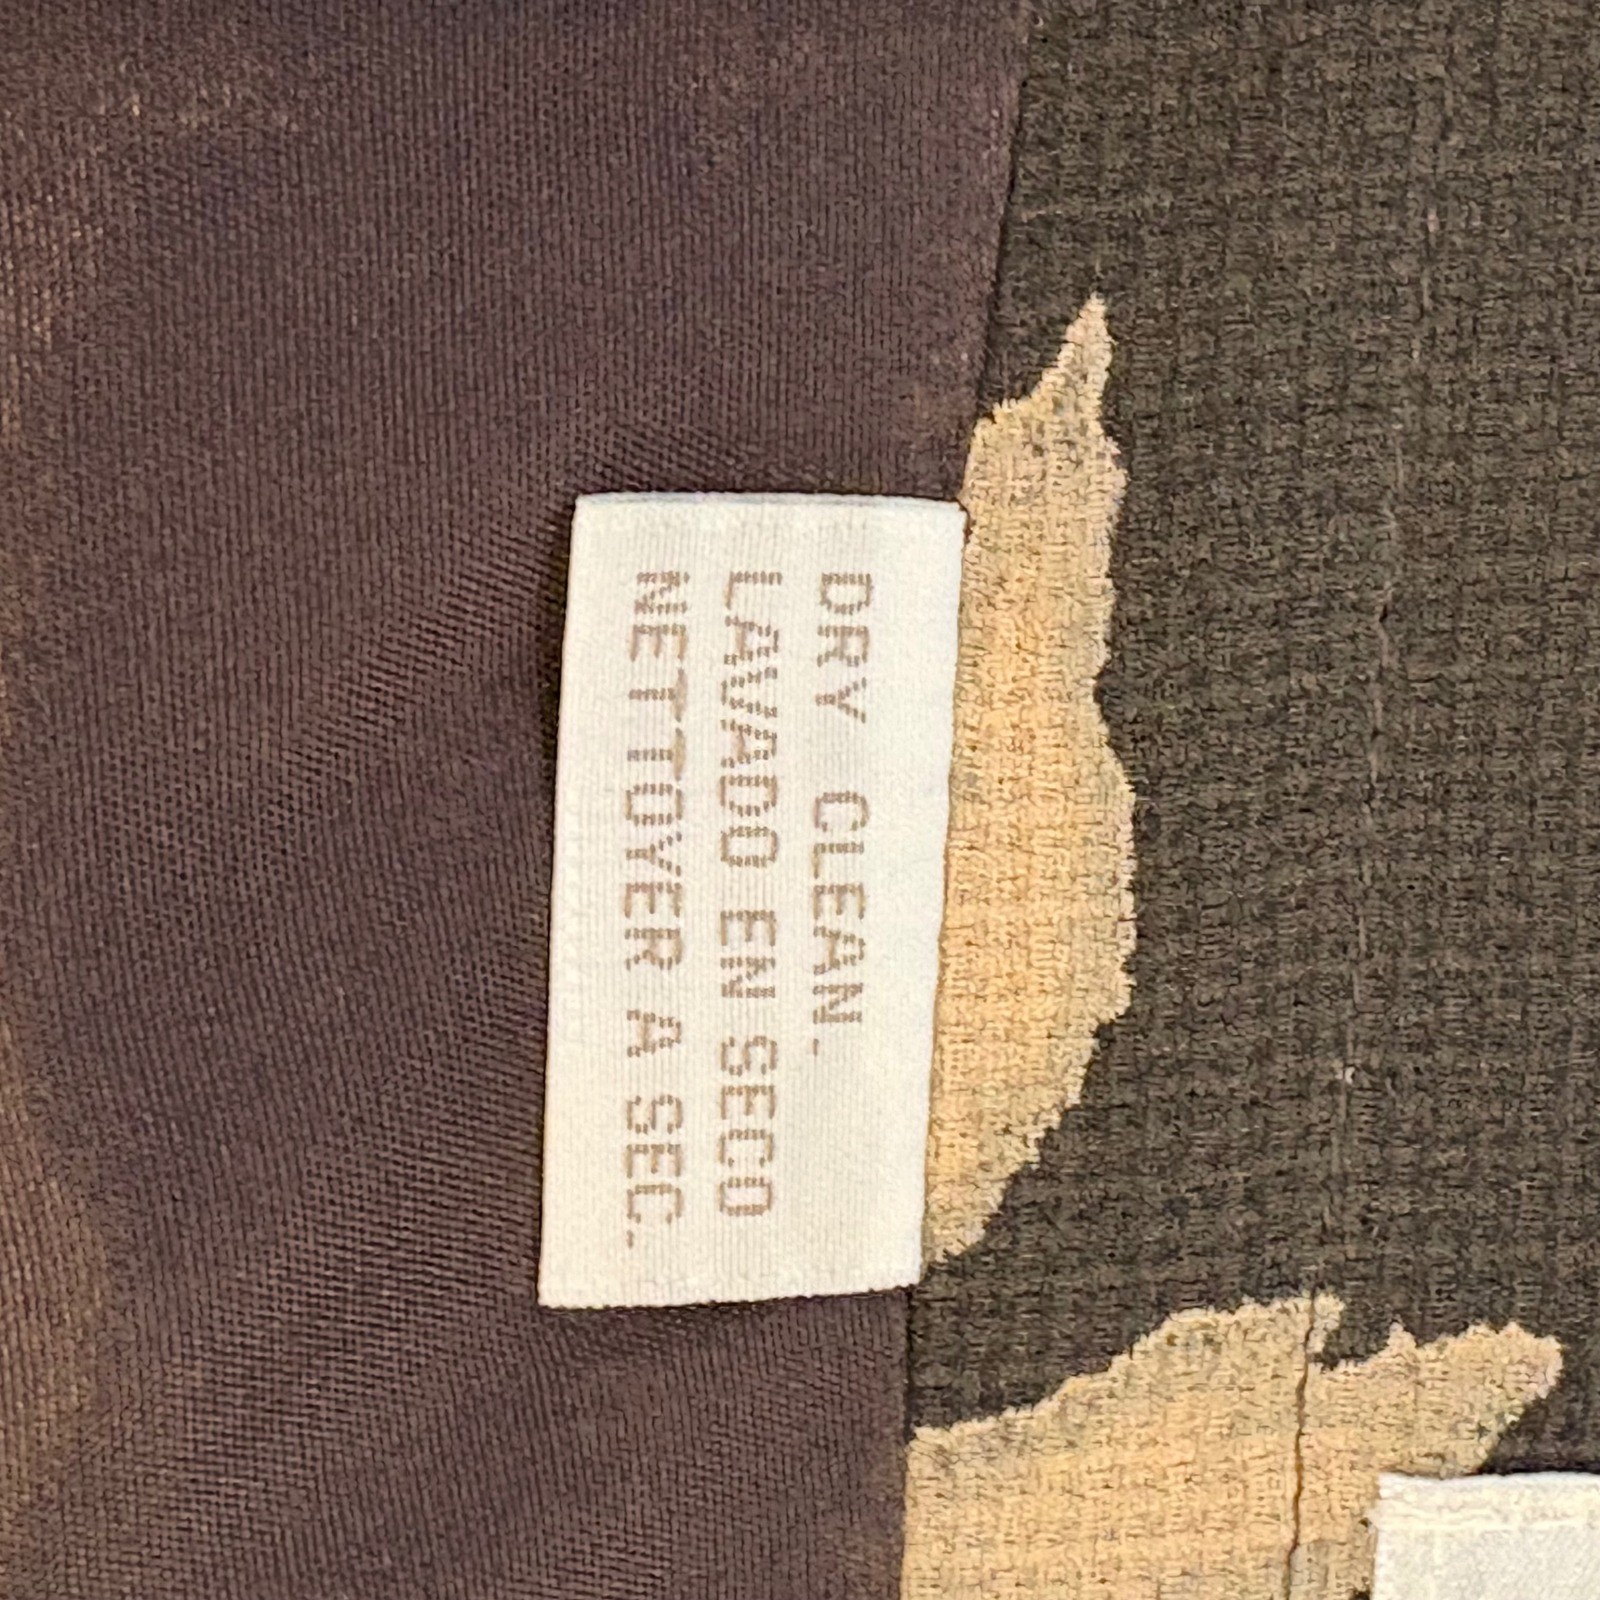 DRY CLEAN.
LAVADO EN SECO
NETTOYER A SEC.